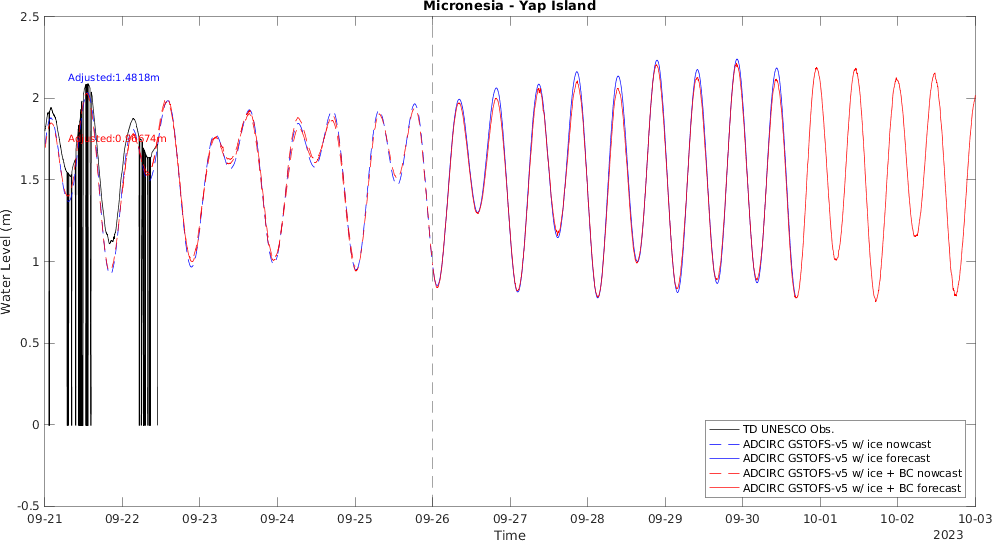 Micronesia - Yap Island
2.5
2
1.5
1
0.5
0
-0.5
Water Level (m)
Adjusted:1.4818m
09-21
09-22
09-23
09-24
09-25
09-26
09-27
09-28
09-29
09-30
10-01
10-02
10-03
Time
2023
TD UNESCO Obs.
ADCIRC GSTOFS-v5 w/ ice nowcast
ADCIRC GSTOFS-v5 w/ ice forecast
ADCIRC GSTOFS-v5 w/ ice + BC nowcast
ADCIRC GSTOFS-v5 w/ ice + BC forecast